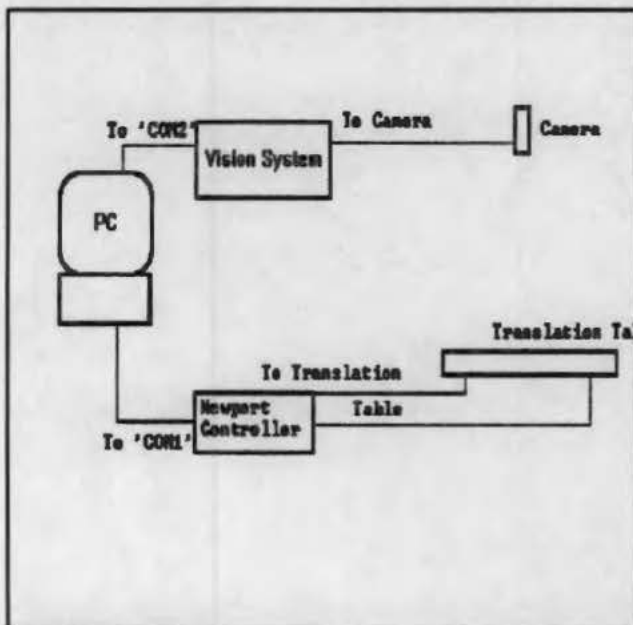 To 'COM2'
To Camera
Camera
Vision System
PC
Translation Ta
To Translation
Newport
Controller
Table
To 'COM1'